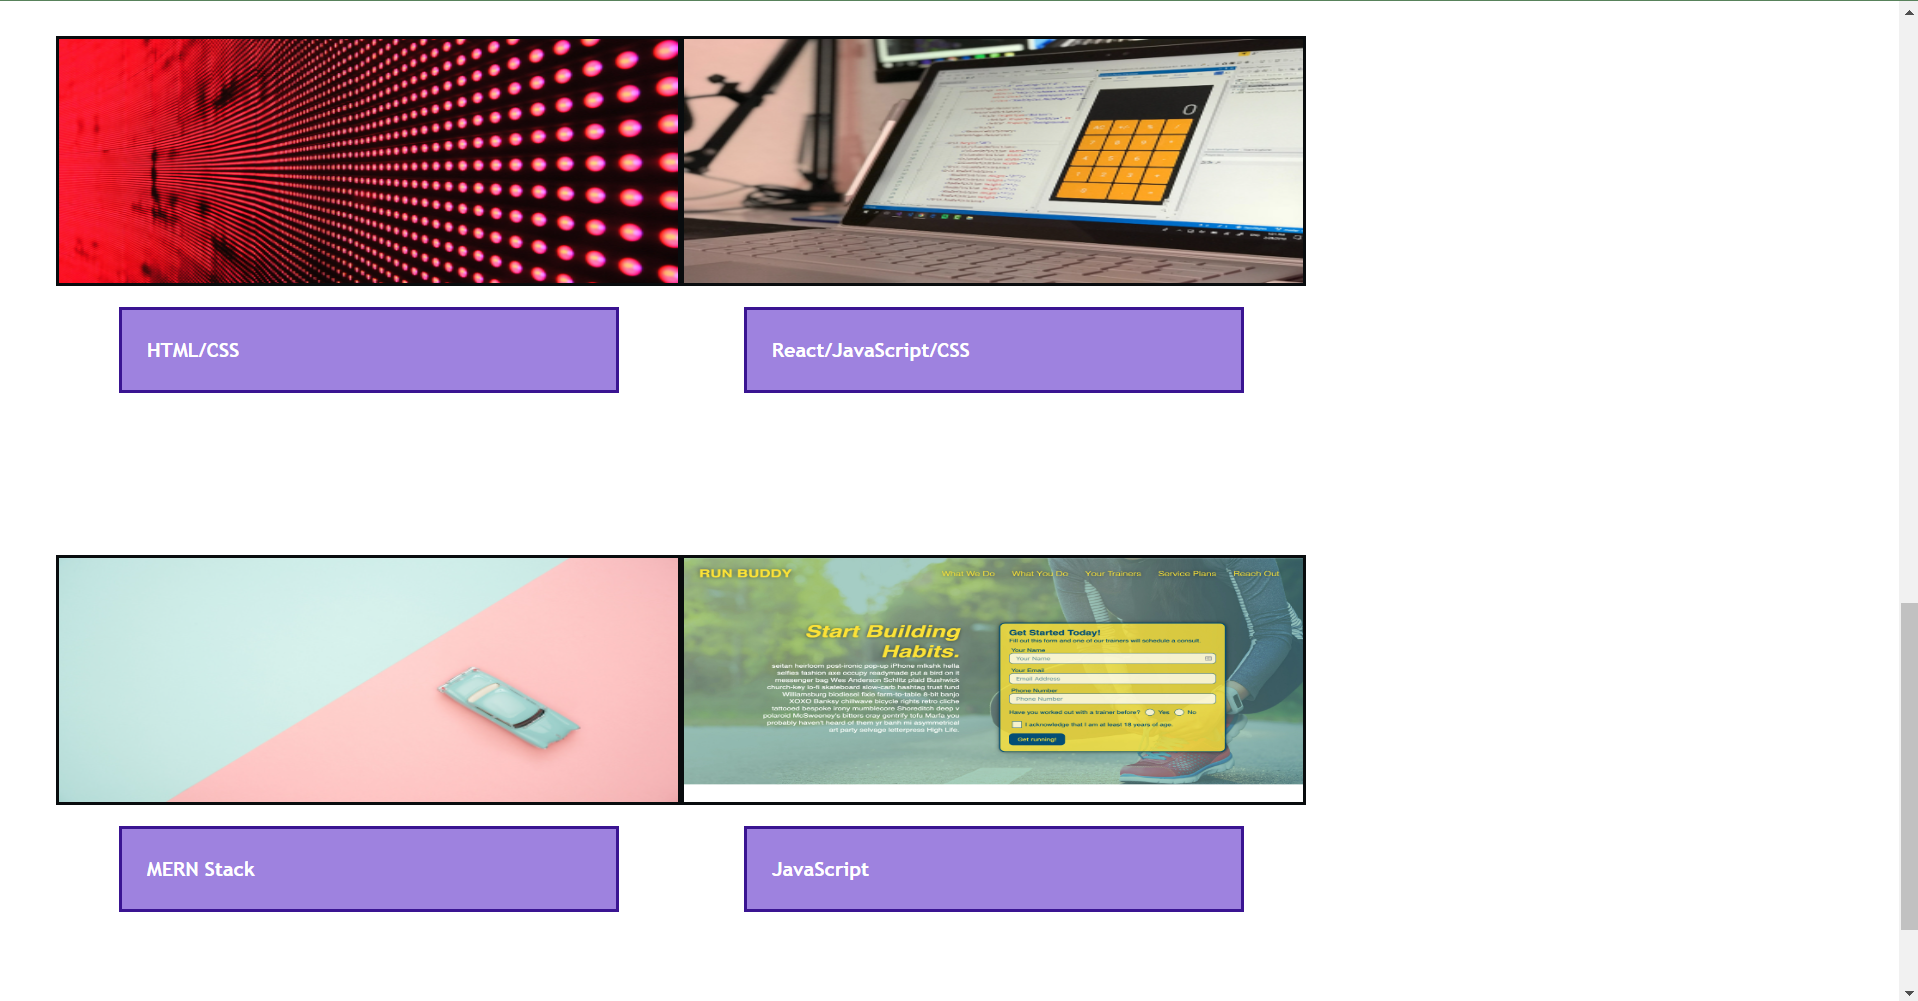 0
HTML/CSS
React/JavaScript/CSS
RUN BUDDY
What We Do
What You Do
Your Trainers
Service Plans
Reach Out
Start Building
Habits.
seitan heirloom post-ironic pop-up iPhone mlkshk hella
selfies fashion axe occupy readymade put a bird on it
messenger bag Wes Anderson Schlitz plaid Bushwick
church-key lo-fi skateboard slow-carb hashtag trust fund
Williamsburg biodiesel fixie farm-to-table 8-bit banjo
XOXO Banksy chillwave bicycle rights retro cliche
tattooed bespoke irony mumblecore Shoreditch deep v
polaroid McSweeney's bitters cray gentrify tofu Marfa you
probably haven't heard of them yr banh mi asymmetrical
art party selvage letterpress High Life.
Get Started Today!
Fill out this form and one of our trainers will schedule a consult.
Your Name
Your Name
Your Email
Email Address
Phone Number
Phone Number
Have you worked out with a trainer before? Yes No
I acknowledge that I am at least 18 years of age.
Get running!
MERN Stack
JavaScript